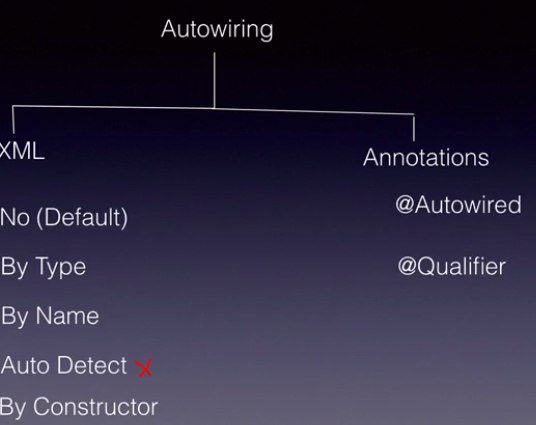 Autowiring
XML
Annotations
No (Default)
@Autowired
By Type
@Qualifier
By Name
Auto Detect X
By Constructor